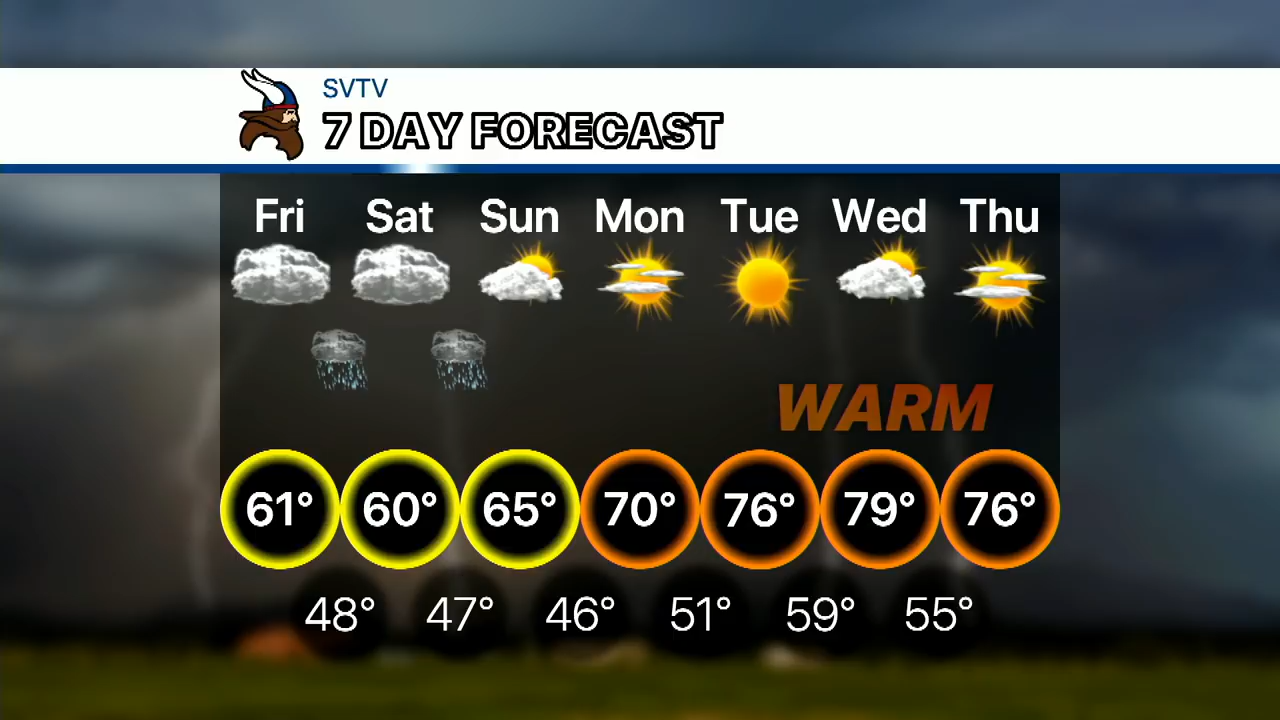 SVTV
7 DAY FORECAST
Fri Sat Sun Mon Tue Wed Thu
WARM
61° 60° 65° 70° 76° 79° 76°
48° 47° 46° 51° 59° 55°